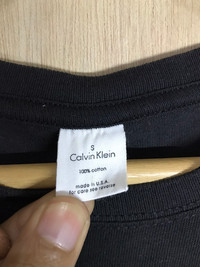 S
Calvin Klein
100% cotton
made in U.S.A
for care see reverse